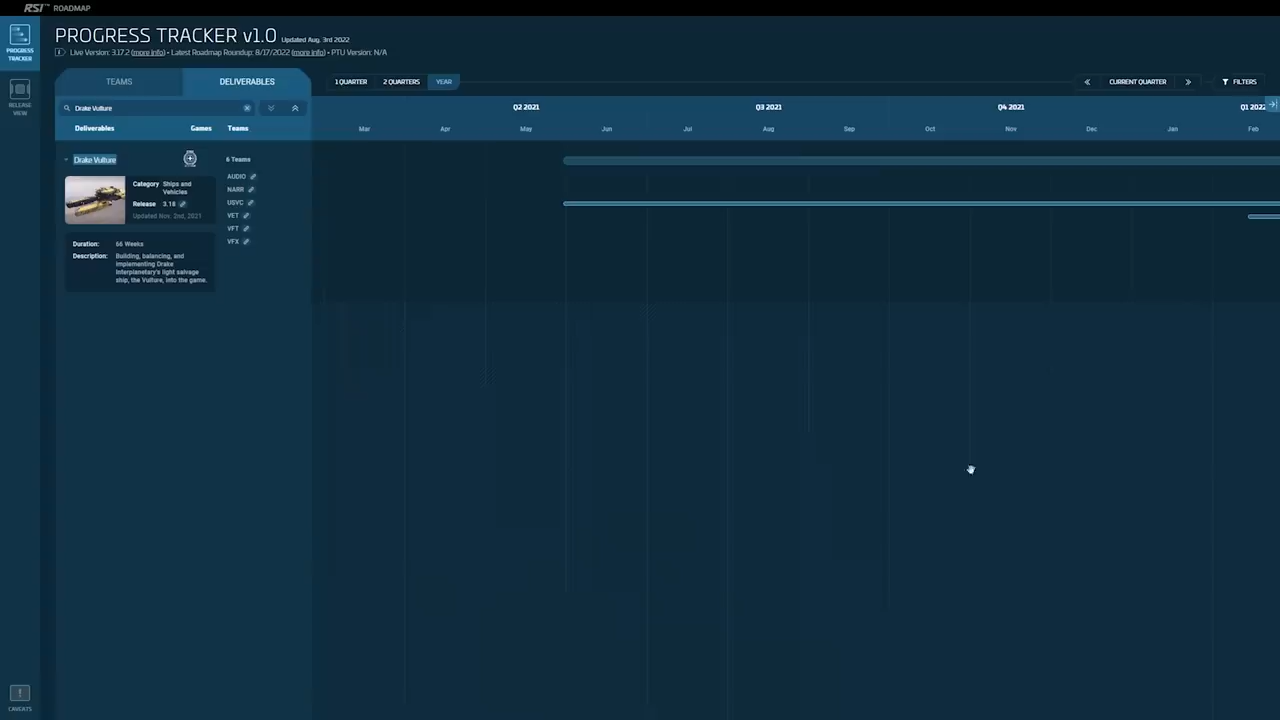 RSI ROADMAP
PROGRESS TRACKER v1.0 Updated Aug. 3rd 2022
Live Version: 3.17.2 (more info) • Latest Roadmap Roundup: 8/17/2022 (more info) • PTU Version: N/A
PROGRESS
TRACKER
RELEASE
VIEW
TEAMS
DELIVERABLES
1 QUARTER
2 QUARTERS
YEAR
CURRENT QUARTER
FILTERS
Drake Vulture
Q2 2021
Q3 2021
Q4 2021
Q1 2022
Deliverables
Games
Teams
Mar
Apr
May
Jun
Jul
Aug
Sep
Oct
Nov
Dec
Jan
Feb
Drake Vulture
6 Teams
Category Ships and
Vehicles
Release 3.18
Updated Nov. 2nd, 2021
AUDIO
NARR
USVC
VET
VFT
VFX
Duration: 66 Weeks
Description: Building, balancing, and
implementing Drake
Interplanetary's light salvage
ship, the Vulture, into the game.
CAVEATS